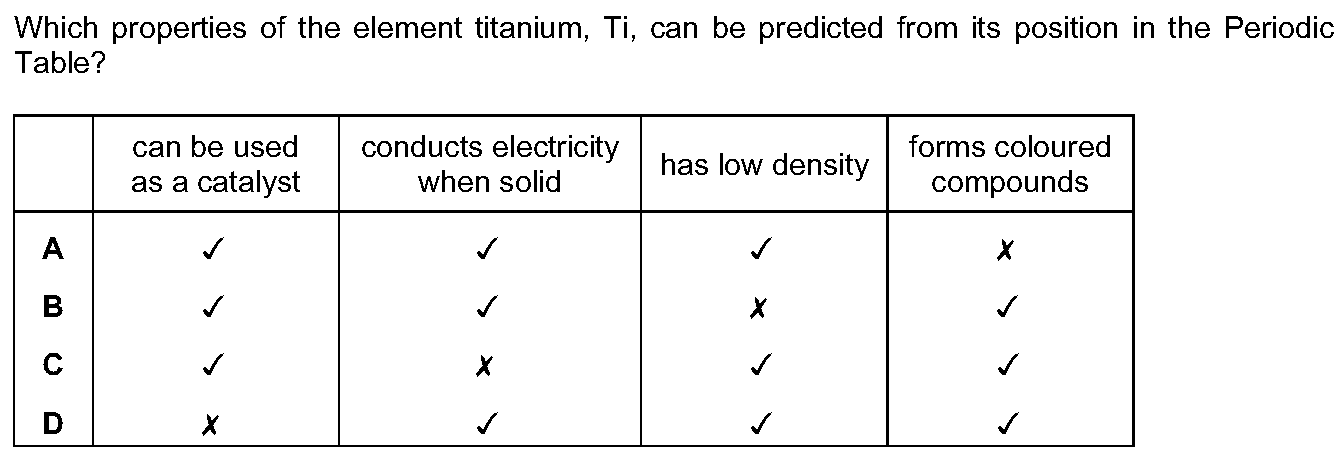 Which properties of the element titanium, Ti, can be predicted from its position in the Periodic
Table?
can be used as a catalyst | conducts electricity when solid | has low density | forms coloured compounds
A ✓ ✓ ✓ ✗
B ✓ ✓ ✗ ✓
C ✓ ✗ ✓ ✓
D ✗ ✓ ✓ ✓